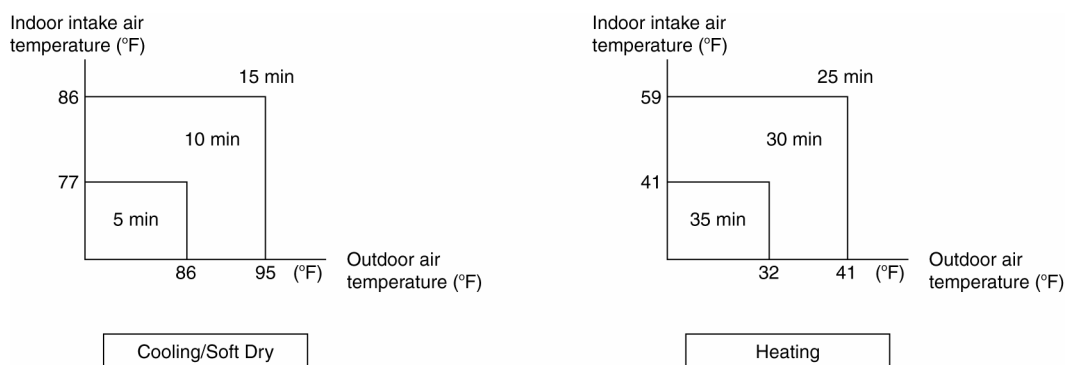 Indoor intake air
temperature (°F)
15 min
86
10 min
77
5 min
86 95 (°F)
Outdoor air
temperature (°F)
Cooling/Soft Dry
Indoor intake air
temperature (°F)
25 min
59
30 min
41
35 min
32 41 (°F)
Outdoor air
temperature (°F)
Heating